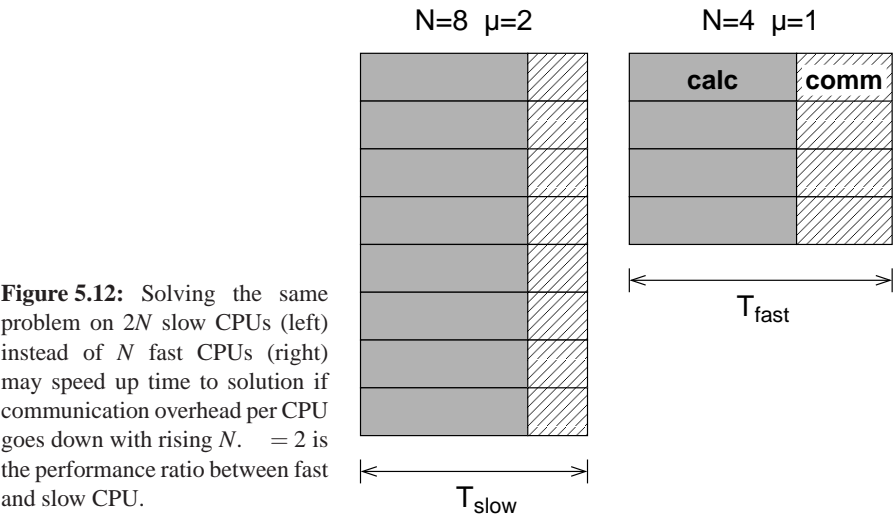 N=8 µ=2
N=4 µ=1
calc
comm
T_fast
T_slow
Figure 5.12: Solving the same
problem on 2N slow CPUs (left)
instead of N fast CPUs (right)
may speed up time to solution if
communication overhead per CPU
goes down with rising N. = 2 is
the performance ratio between fast
and slow CPU.